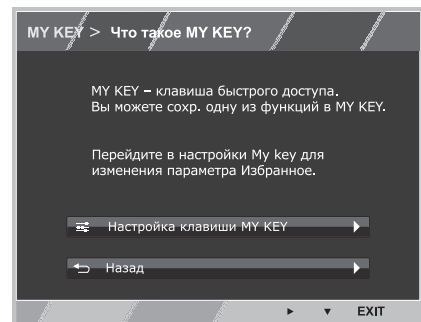 MY KEY > Что такое MY KEY?
MY KEY – клавиша быстрого доступа.
Вы можете сохр. одну из функций в MY KEY.
Перейдите в настройки My key для
изменения параметра Избранное.
Настройка клавиши MY KEY
Назад
EXIT